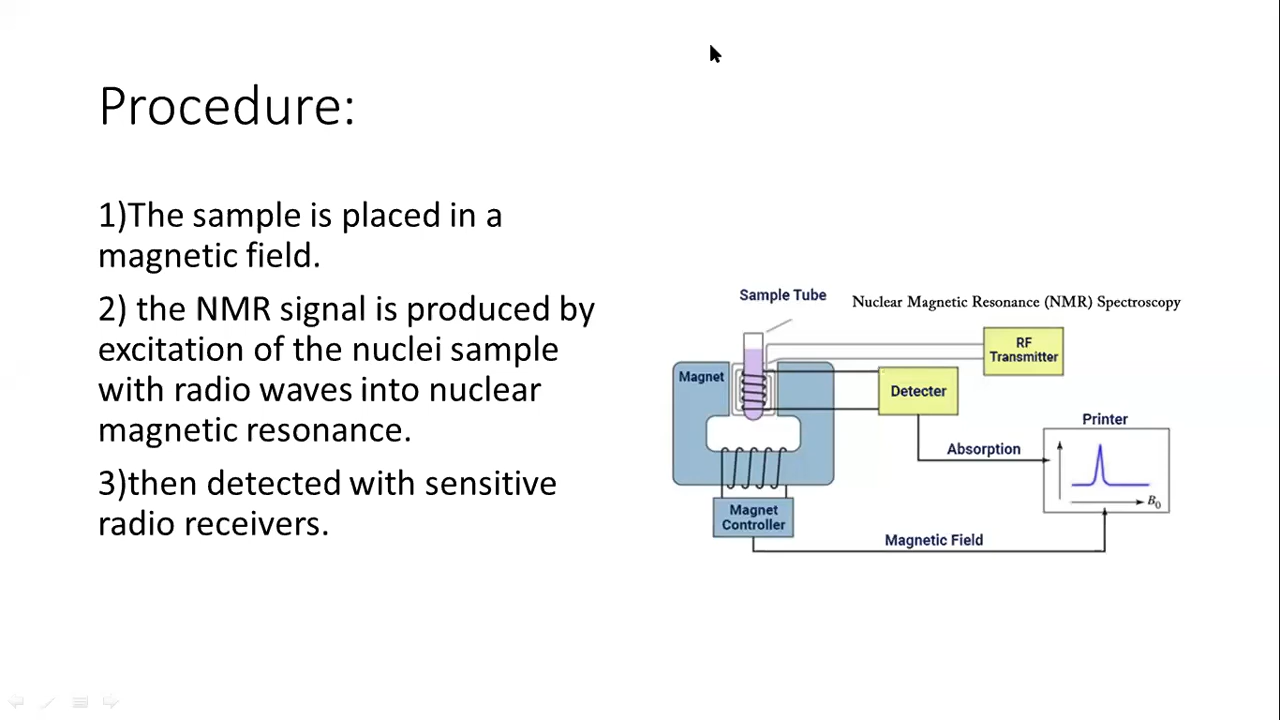 Procedure:
1)The sample is placed in a
magnetic field.
2) the NMR signal is produced by
excitation of the nuclei sample
with radio waves into nuclear
magnetic resonance.
3)then detected with sensitive
radio receivers.
Sample Tube
Nuclear Magnetic Resonance (NMR) Spectroscopy
RF
Transmitter
Magnet
Detecter
Printer
Absorption
B₀
Magnet
Controller
Magnetic Field